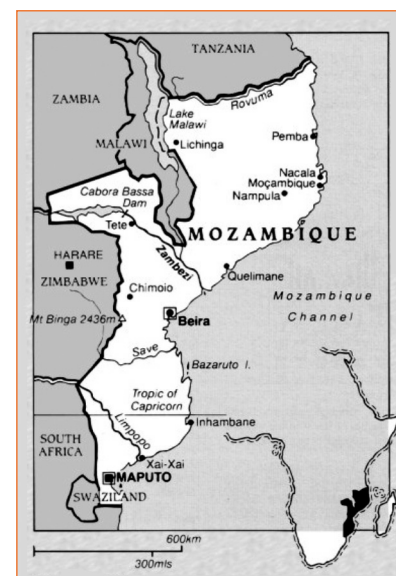 TANZANIA
ZAMBIA
Rovuma
Lake
Malawi
MALAWI
Lichinga
Pemba
Nacala
Moçambique
Nampula
Cabora Bassa
Dam
Tete
MOZAMBIQUE
Zambezi
HARARE
ZIMBABWE
Quelimane
Chimoio
Mozambique
Channel
Mt Binga 2436m
Beira
Save
Bazaruto I.
Tropic of
Capricorn
Limpopo
Inhambane
SOUTH
AFRICA
Xai-Xai
MAPUTO
SWAZILAND
600km
300mls